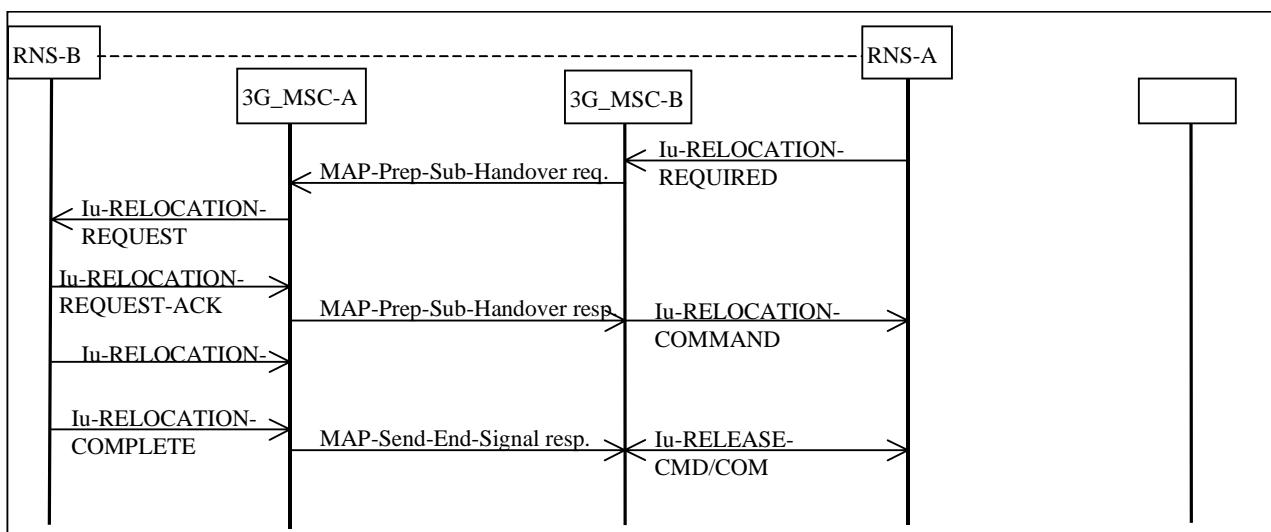 RNS-B
RNS-A
3G_MSC-A
3G_MSC-B
Iu-RELOCATION-
REQUIRED
MAP-Prep-Sub-Handover req.
Iu-RELOCATION-
REQUEST
Iu-RELOCATION-
REQUEST-ACK
MAP-Prep-Sub-Handover resp
Iu-RELOCATION-
COMMAND
Iu-RELOCATION-
Iu-RELOCATION-
COMPLETE
MAP-Send-End-Signal resp.
Iu-RELEASE-
CMD/COM